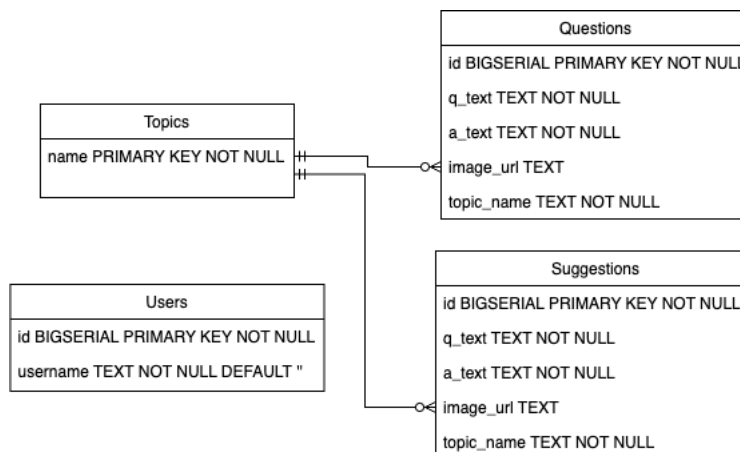 Topics
name PRIMARY KEY NOT NULL
Users
id BIGSERIAL PRIMARY KEY NOT NULL
username TEXT NOT NULL DEFAULT ''
Questions
id BIGSERIAL PRIMARY KEY NOT NULL
q_text TEXT NOT NULL
a_text TEXT NOT NULL
image_url TEXT
topic_name TEXT NOT NULL
Suggestions
id BIGSERIAL PRIMARY KEY NOT NULL
q_text TEXT NOT NULL
a_text TEXT NOT NULL
image_url TEXT
topic_name TEXT NOT NULL